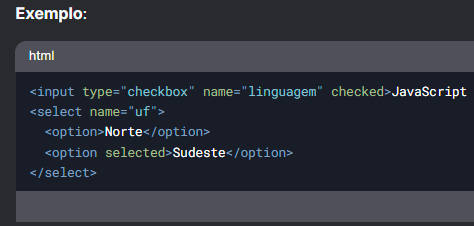 Exemplo:
html
<input type="checkbox" name="linguagem" checked>JavaScript
<select name="uf">
  <option>Norte</option>
  <option selected>Sudeste</option>
</select>